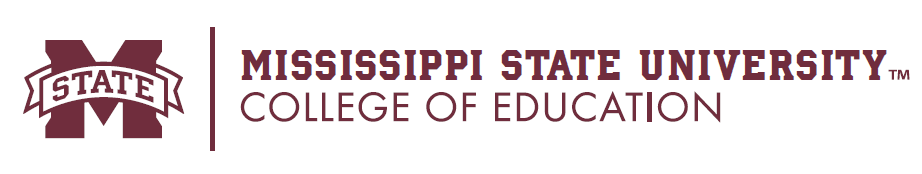 STATE
MISSISSIPPI STATE UNIVERSITY™
COLLEGE OF EDUCATION